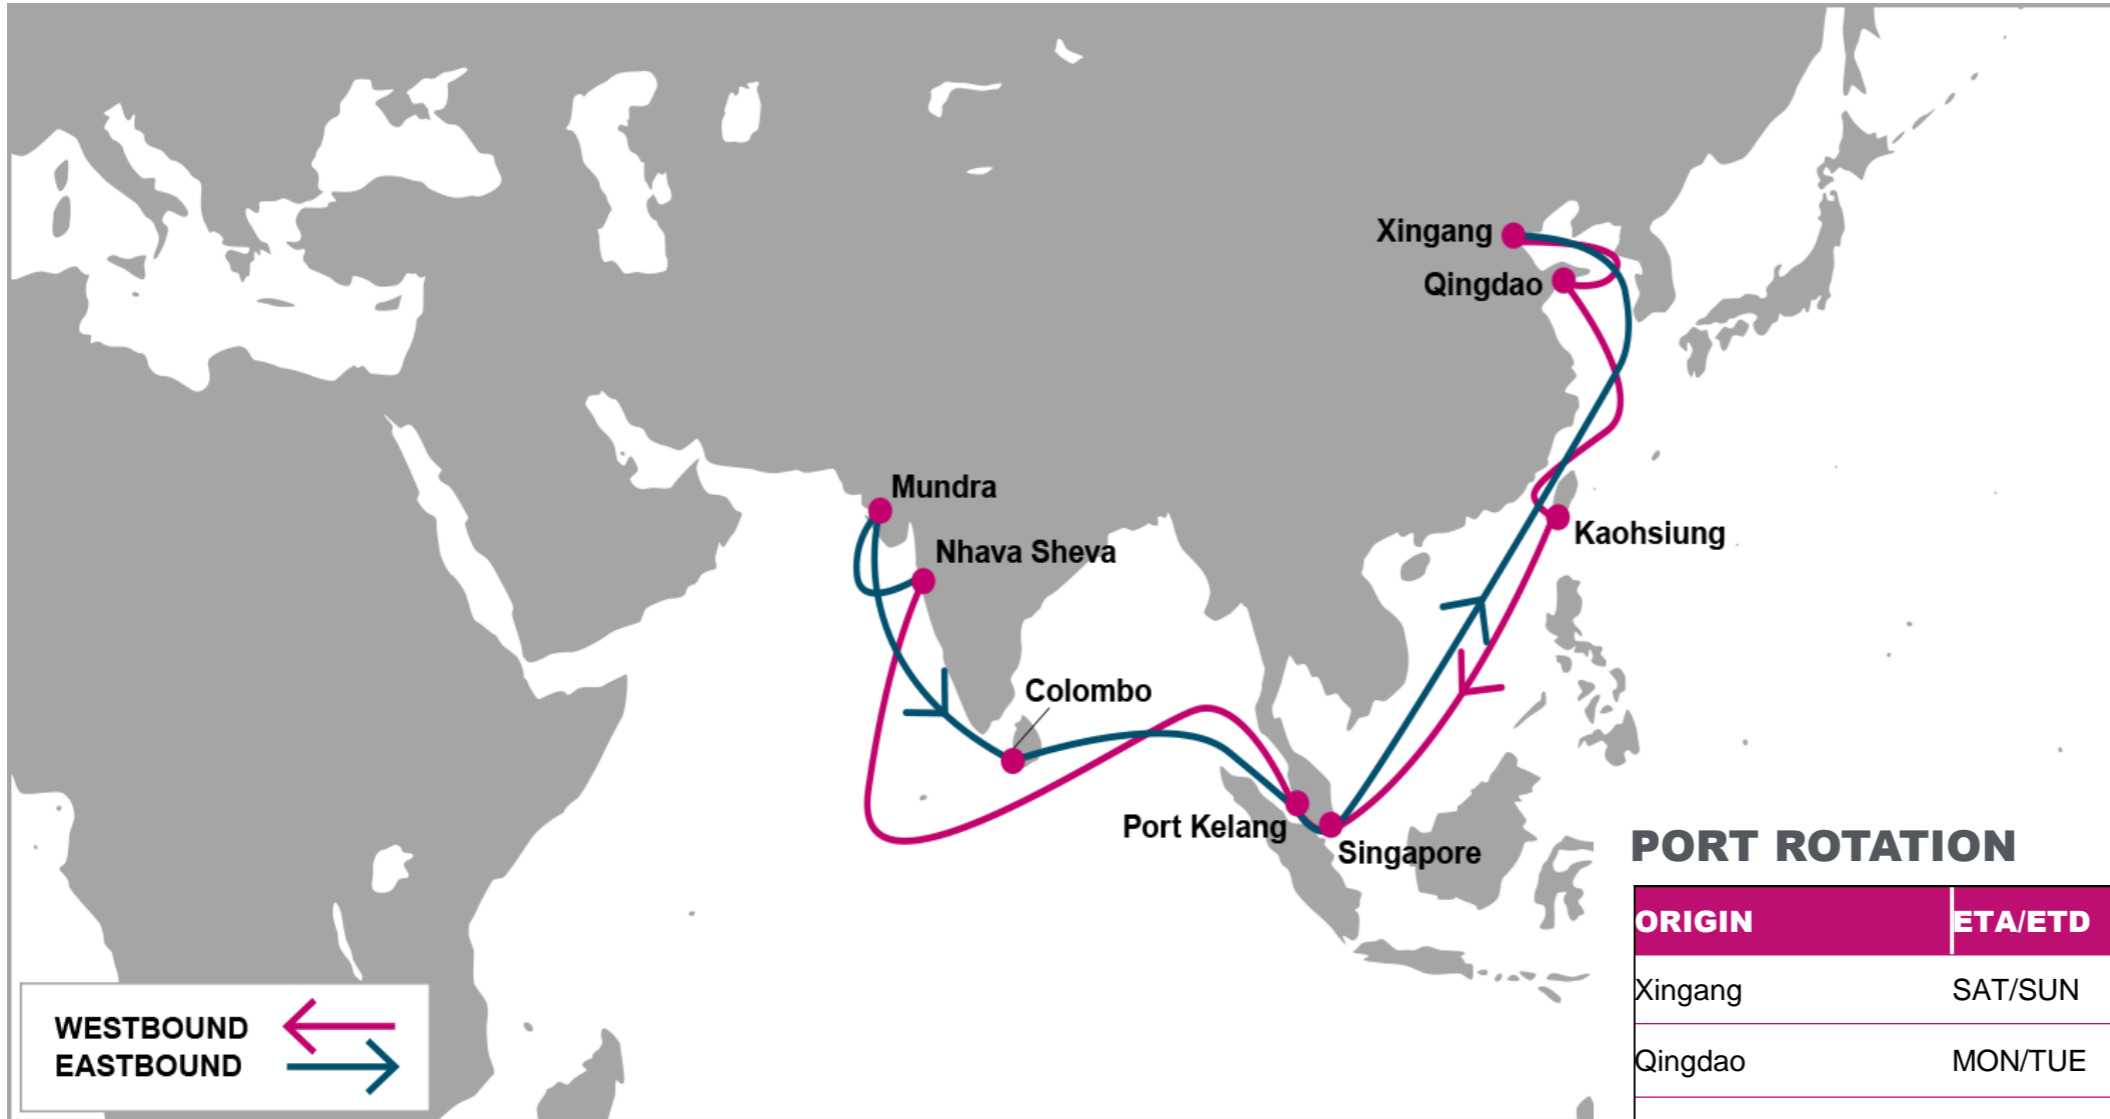 Xingang
Qingdao
Mundra
Nhava Sheva
Kaohsiung
Colombo
Port Kelang
Singapore
WESTBOUND
EASTBOUND
PORT ROTATION
ORIGIN ETA/ETD
Xingang SAT/SUN
Qingdao MON/TUE